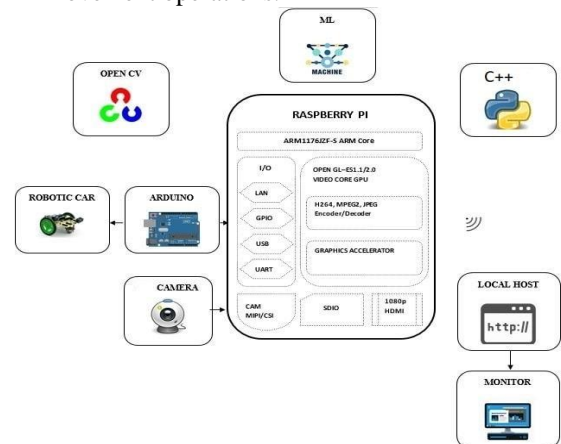 ML
MACHINE
OPEN CV
C++
RASPBERRY PI
ARM1176JZF-S ARM Core
I/O
LAN
GPIO
USB
UART
OPEN GL-ES1.1/2.0
VIDEO CORE GPU
H264, MPEG2, JPEG
Encoder/Decoder
GRAPHICS ACCELERATOR
ROBOTIC CAR
ARDUINO
CAMERA
CAM
MIPI/CSI
SDIO
1080p
HDMI
LOCAL HOST
http://
MONITOR